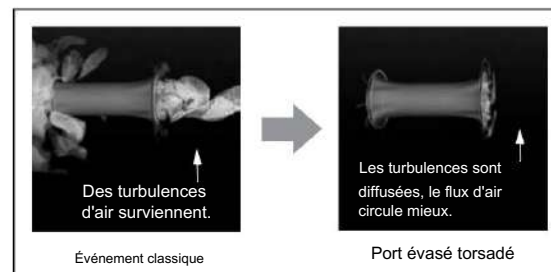 Des turbulences
d'air surviennent.
Événement classique
Les turbulences sont
diffusées, le flux d'air
circule mieux.
Port évasé torsadé